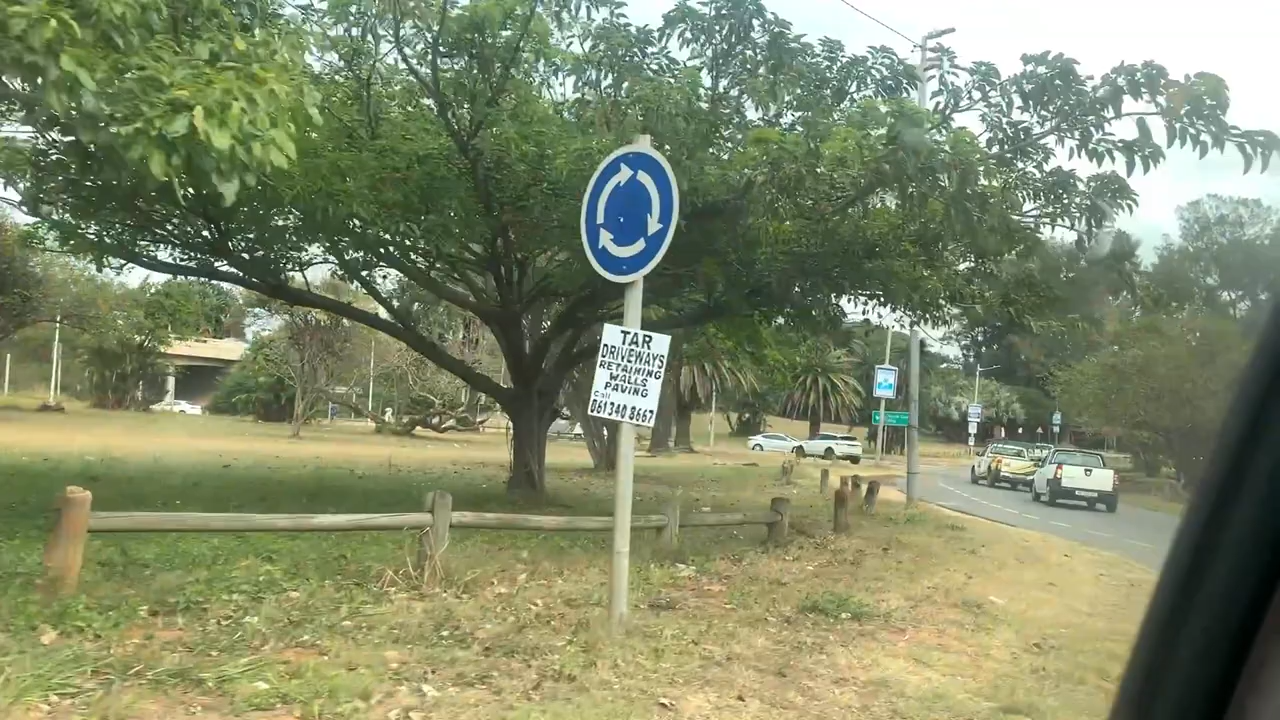 TAR
DRIVEWAYS
RETAINING
WALLS
PAVING
Call
061 340 8667